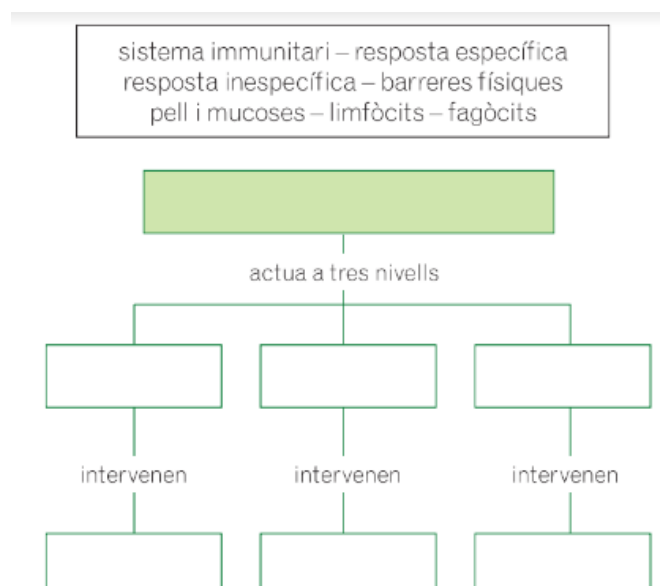 sistema immunitari – resposta específica
resposta inespecífica – barreres físiques
pell i mucoses – limfòcits – fagòcits
actua a tres nivells
intervenen intervenen intervenen